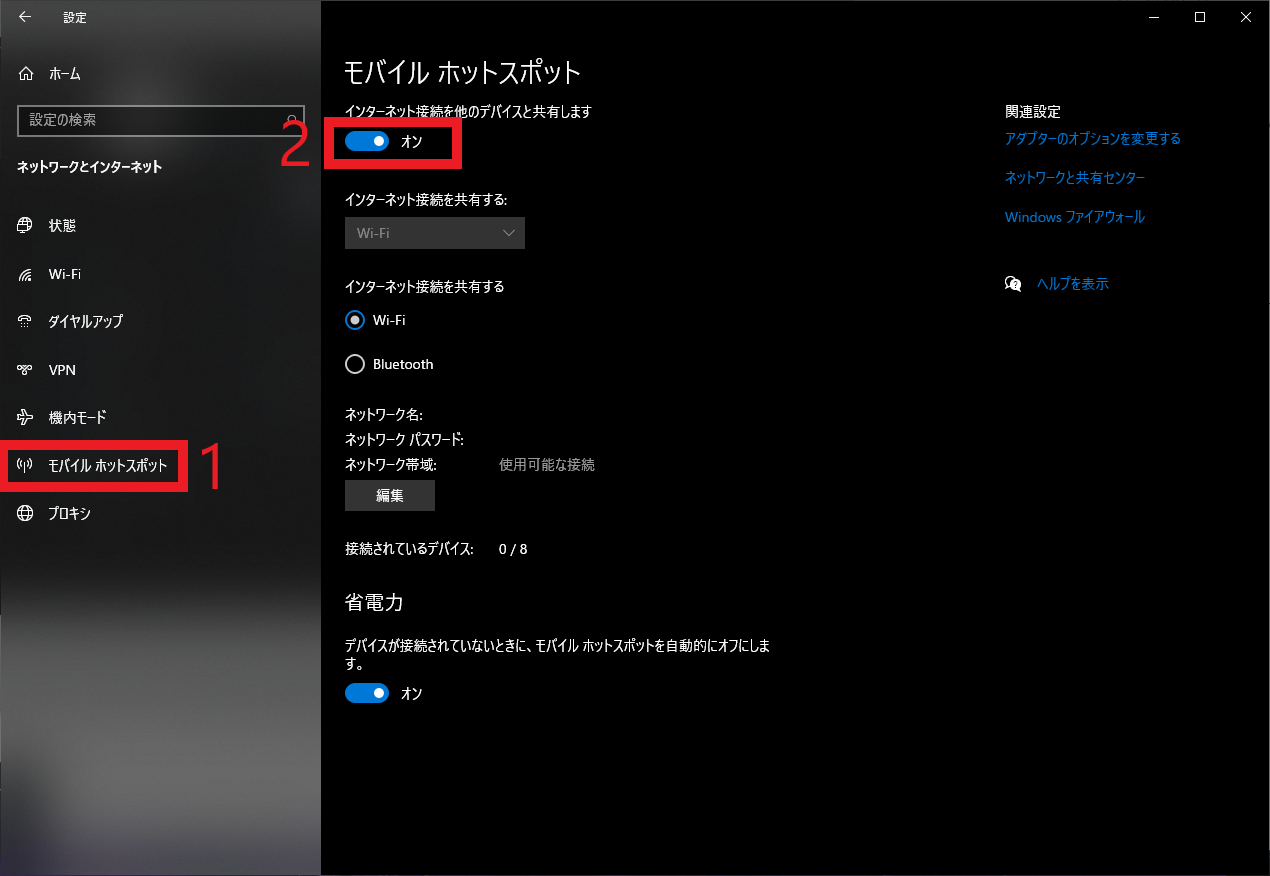 設定
ホーム
設定の検索
ネットワークとインターネット
状態
Wi-Fi
ダイヤルアップ
VPN
機内モード
モバイル ホットスポット
1
プロキシ
モバイル ホットスポット
インターネット接続を他のデバイスと共有します
2
オン
インターネット接続を共有する:
Wi-Fi
インターネット接続を共有する
Wi-Fi
Bluetooth
ネットワーク名:
ネットワーク パスワード:
ネットワーク帯域: 使用可能な接続
編集
接続されているデバイス: 0 / 8
省電力
デバイスが接続されていないときに、モバイル ホットスポットを自動的にオフにしま
す。
オン
関連設定
アダプターのオプションを変更する
ネットワークと共有センター
Windows ファイアウォール
ヘルプを表示